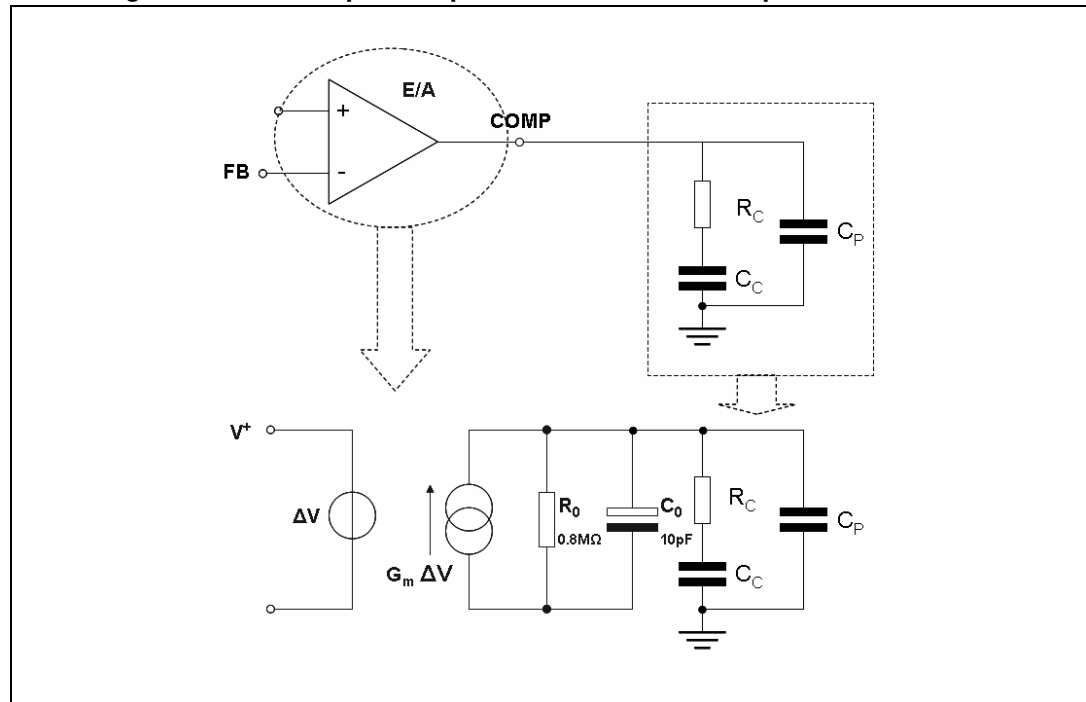 E/A
+
COMP
FB
-
R_C
C_P
C_C
V⁺
ΔV
G_m ΔV
R_0
0.8MΩ
C_0
10pF
R_C
C_P
C_C